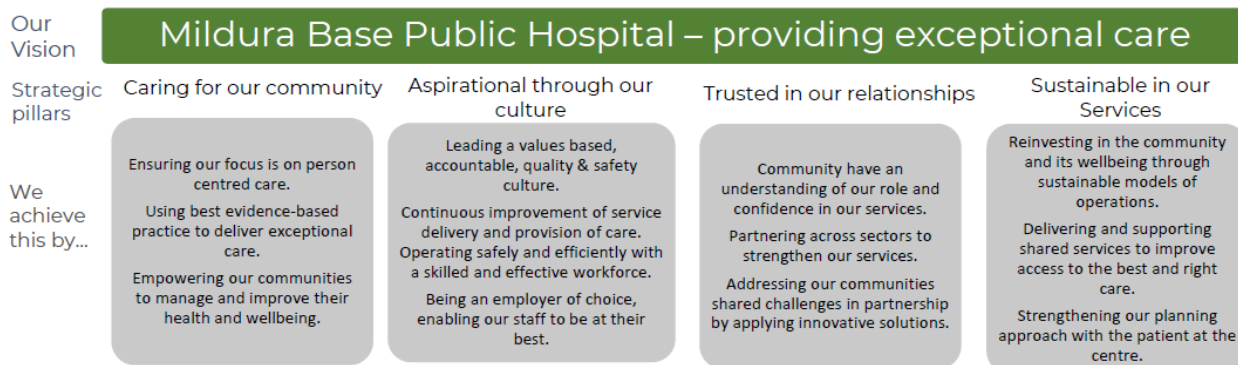 Our
Vision
Mildura Base Public Hospital – providing exceptional care
Strategic
pillars
Caring for our community
Aspirational through our
culture
Trusted in our relationships
Sustainable in our
Services
We
achieve
this by...
Ensuring our focus is on person
centred care.
Using best evidence-based
practice to deliver exceptional
care.
Empowering our communities
to manage and improve their
health and wellbeing.
Leading a values based,
accountable, quality & safety
culture.
Continuous improvement of service
delivery and provision of care.
Operating safely and efficiently with
a skilled and effective workforce.
Being an employer of choice,
enabling our staff to be at their
best.
Community have an
understanding of our role and
confidence in our services.
Partnering across sectors to
strengthen our services.
Addressing our communities
shared challenges in partnership
by applying innovative solutions.
Reinvesting in the community
and its wellbeing through
sustainable models of
operations.
Delivering and supporting
shared services to improve
access to the best and right
care.
Strengthening our planning
approach with the patient at the
centre.